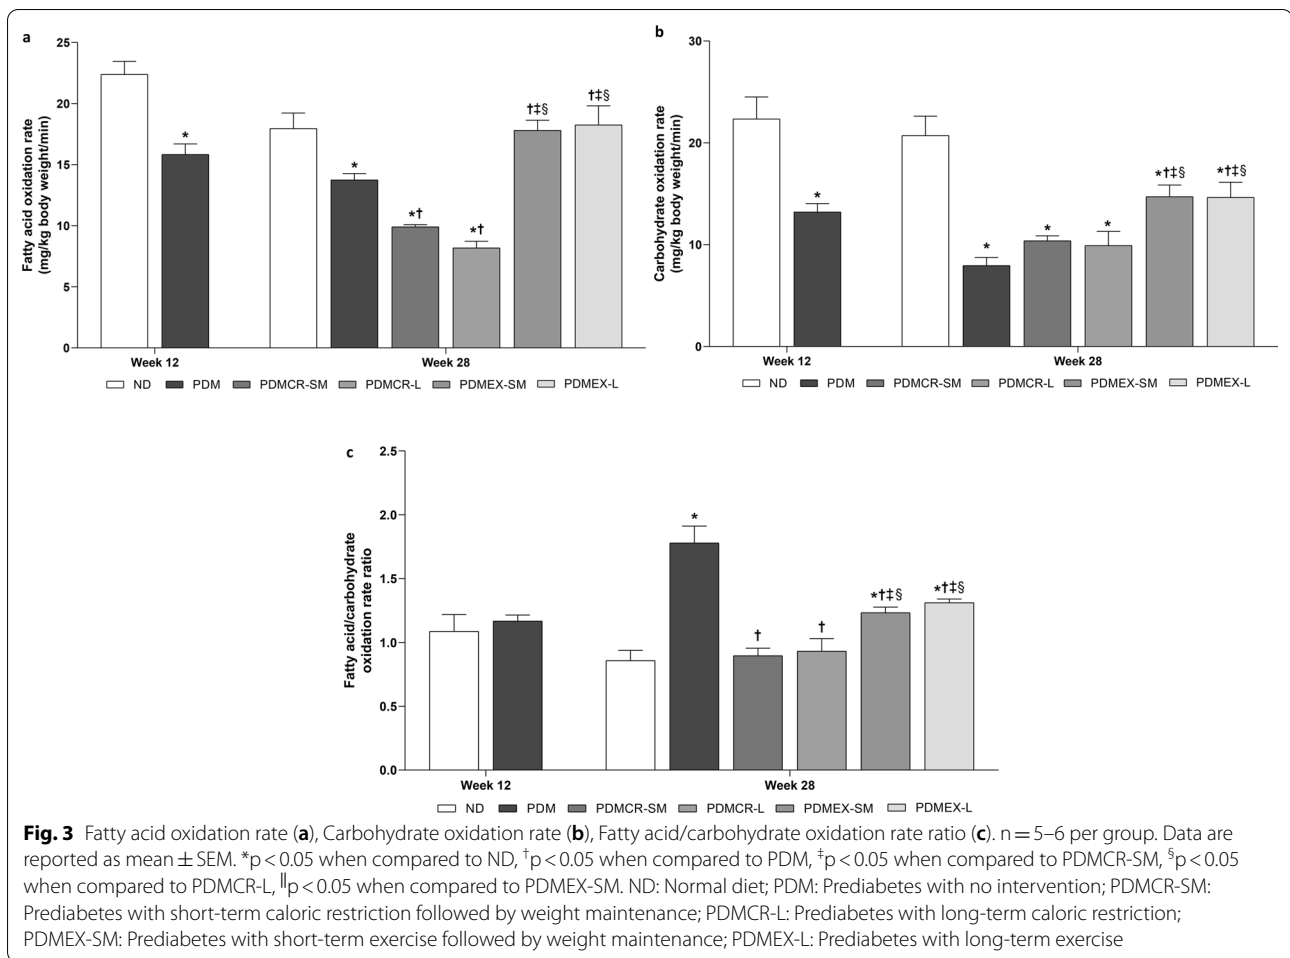 a
25
20
15
10
5
0
Fatty acid oxidation rate
(mg/kg body weight/min)
*
*
*†
*†
†‡§
†‡§
Week 12
Week 28
ND PDM PDMCR-SM PDMCR-L PDMEX-SM PDMEX-L
b
30
20
10
0
Carbohydrate oxidation rate
(mg/kg body weight/min)
*
*
*
*
*†‡§
*†‡§
Week 12
Week 28
ND PDM PDMCR-SM PDMCR-L PDMEX-SM PDMEX-L
c
2.5
2.0
1.5
1.0
0.5
0.0
Fatty acid/carbohydrate
oxidation rate ratio
*
†
†
*†‡§
*†‡§
Week 12
Week 28
ND PDM PDMCR-SM PDMCR-L PDMEX-SM PDMEX-L
Fig. 3 Fatty acid oxidation rate (a), Carbohydrate oxidation rate (b), Fatty acid/carbohydrate oxidation rate ratio (c). n = 5–6 per group. Data are
reported as mean ± SEM. *p < 0.05 when compared to ND, †p < 0.05 when compared to PDM, ‡p < 0.05 when compared to PDMCR-SM, §p < 0.05
when compared to PDMCR-L, ‖p < 0.05 when compared to PDMEX-SM. ND: Normal diet; PDM: Prediabetes with no intervention; PDMCR-SM:
Prediabetes with short-term caloric restriction followed by weight maintenance; PDMCR-L: Prediabetes with long-term caloric restriction;
PDMEX-SM: Prediabetes with short-term exercise followed by weight maintenance; PDMEX-L: Prediabetes with long-term exercise